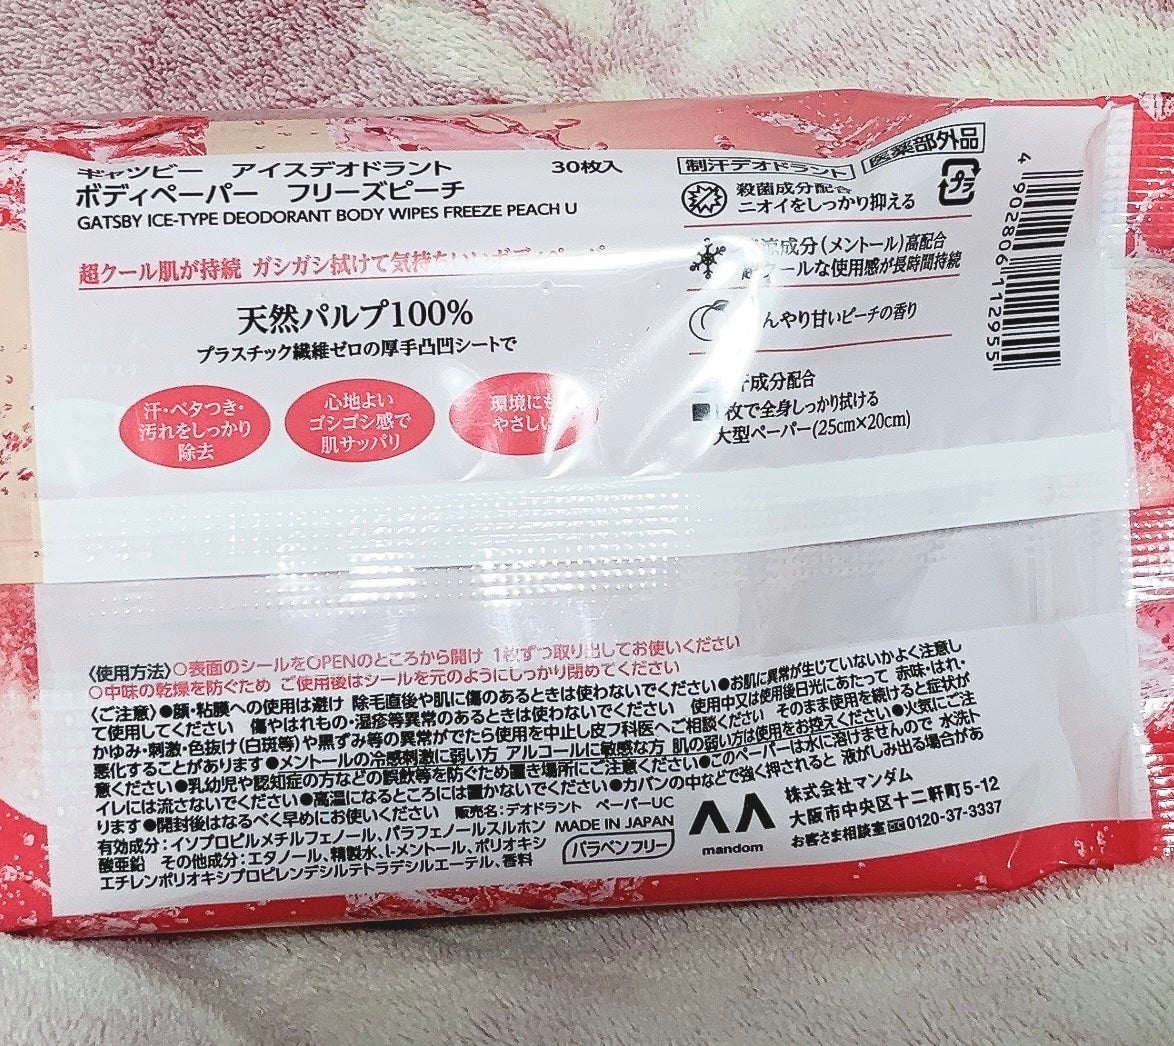 ギャツビー アイスデオドラント 30枚入
ボディペーパー フリーズピーチ
GATSBY ICE-TYPE DEODORANT BODY WIPES FREEZE PEACH U
超クール肌が持続 ガシガシ拭けて気持ちいい
天然パルプ100%
プラスチック繊維ゼロの厚手凸凹シートで
汗・ベタつき・
汚れをしっかり
除去
心地よい
ゴシゴシ感で
肌サッパリ
環境にも
やさしい
制汗デオドラント 医薬部外品
プラ
殺菌成分配合
ニオイをしっかり抑える
涼成分(メントール)高配合
クールな使用感が長時間持続
んやり甘いピーチの香り
汗成分配合
枚で全身しっかり拭ける
大型ペーパー(25cm×20cm)
4 902806 112955
〈使用方法〉○表面のシールをOPENのところから開け 1枚ずつ取り出してお使いください
○中味の乾燥を防ぐため ご使用後はシールを元のようにしっかり閉めてください
〈ご注意〉●顔・粘膜への使用は避け 除毛直後や肌に傷のあるときは使わないでください●お肌に異常が生じていないかよく注意し
て使用してください 傷やはれもの・湿疹等異常のあるときは使わないでください 使用中又は使用後日光にあたって 赤味・はれ・
かゆみ・刺激・色抜け(白斑等)や黒ずみ等の異常がでたら使用を中止し皮フ科医へご相談ください そのまま使用を続けると症状が
悪化することがあります●メントールの冷感刺激に弱い方 アルコールに敏感な方 肌の弱い方は使用をお控えください●火気にご注
意ください●乳幼児や認知症の方などの誤飲等を防ぐため置き場所にご注意ください●このペーパーは水に溶けませんので 水洗ト
イレには流さないでください●高温になるところには置かないでください●カバンの中などで強く押されると 液がしみ出る場合があ
ります●開封後はなるべく早めにお使いください 販売名：デオドラント ペーパーUC
有効成分：イソプロピルメチルフェノール、パラフェノールスルホン
酸亜鉛 その他成分：エタノール、精製水、l-メントール、ポリオキシ
エチレンポリオキシプロピレンデシルテトラデシルエーテル、香料
MADE IN JAPAN
パラベンフリー
mandom
株式会社マンダム
大阪市中央区十二軒町5-12
お客さま相談室 0120-37-3337